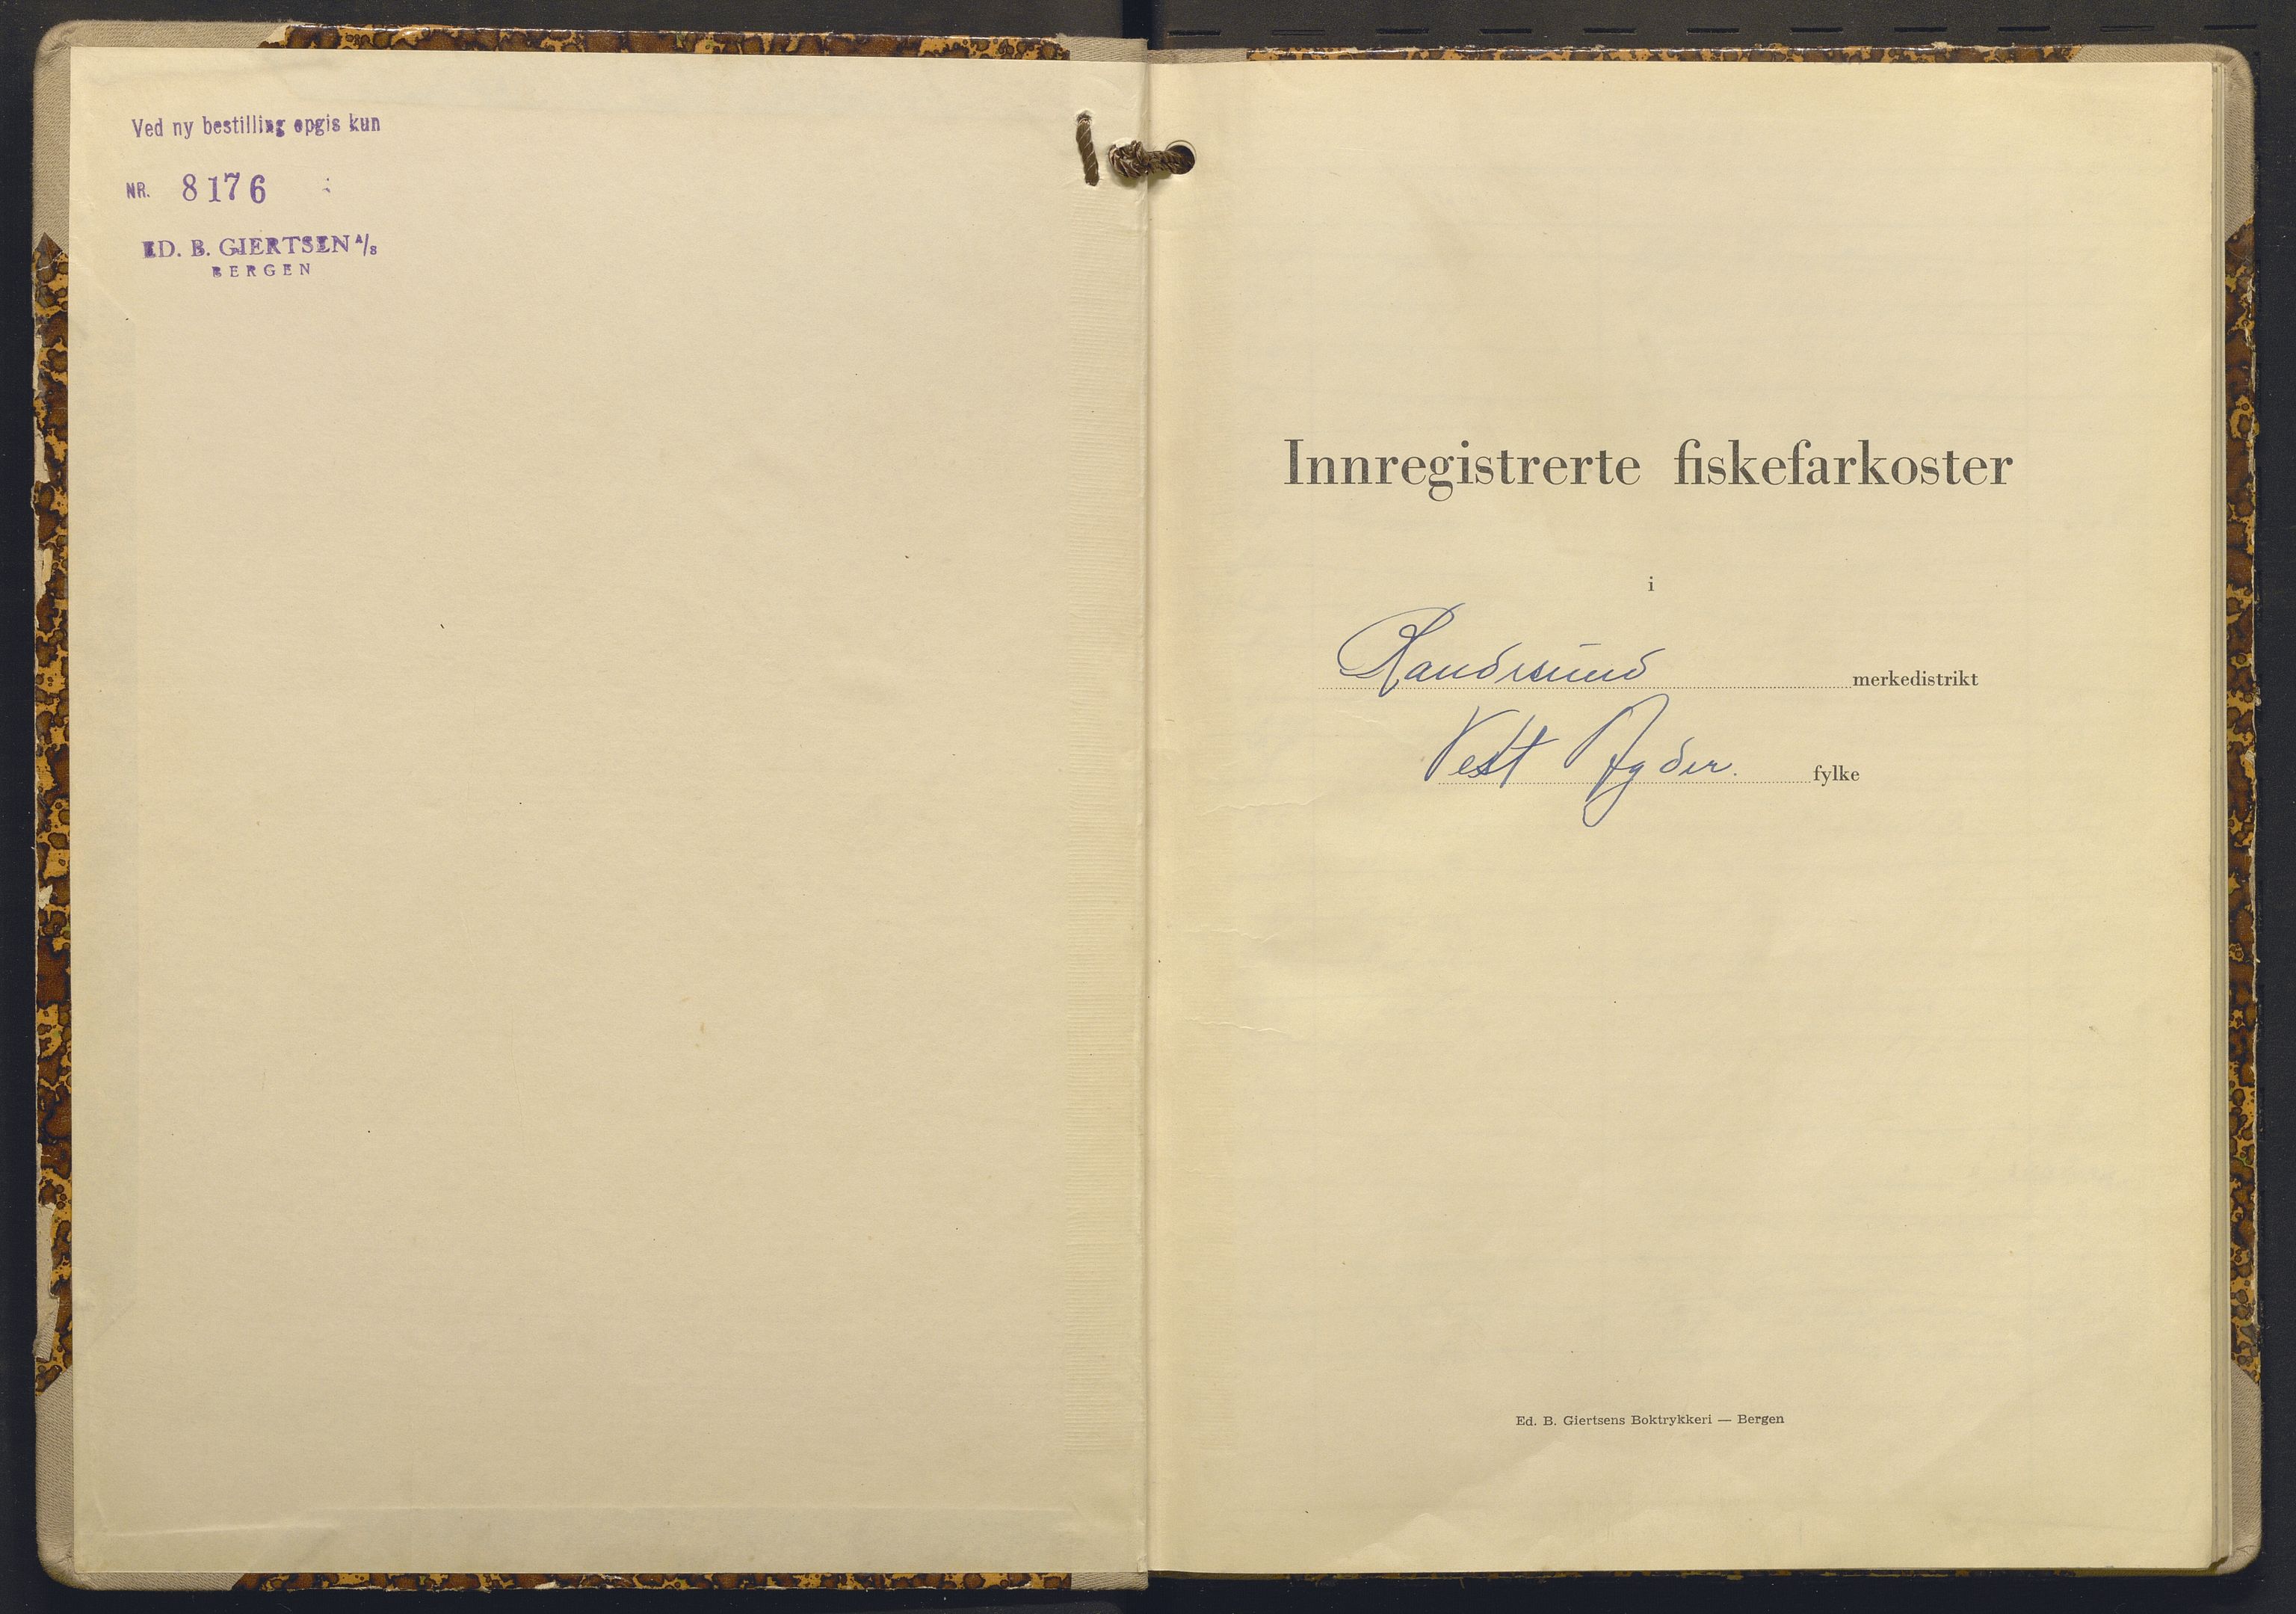 Ved ny bestilling opgis kun
NR. 8176
ED. B. GIERTSEN A/S
BERGEN
Innregistrerte fiskefarkoster
i
Randesund merkedistrikt
Vest Agder. fylke
Ed. B. Giertsens Boktrykkeri — Bergen